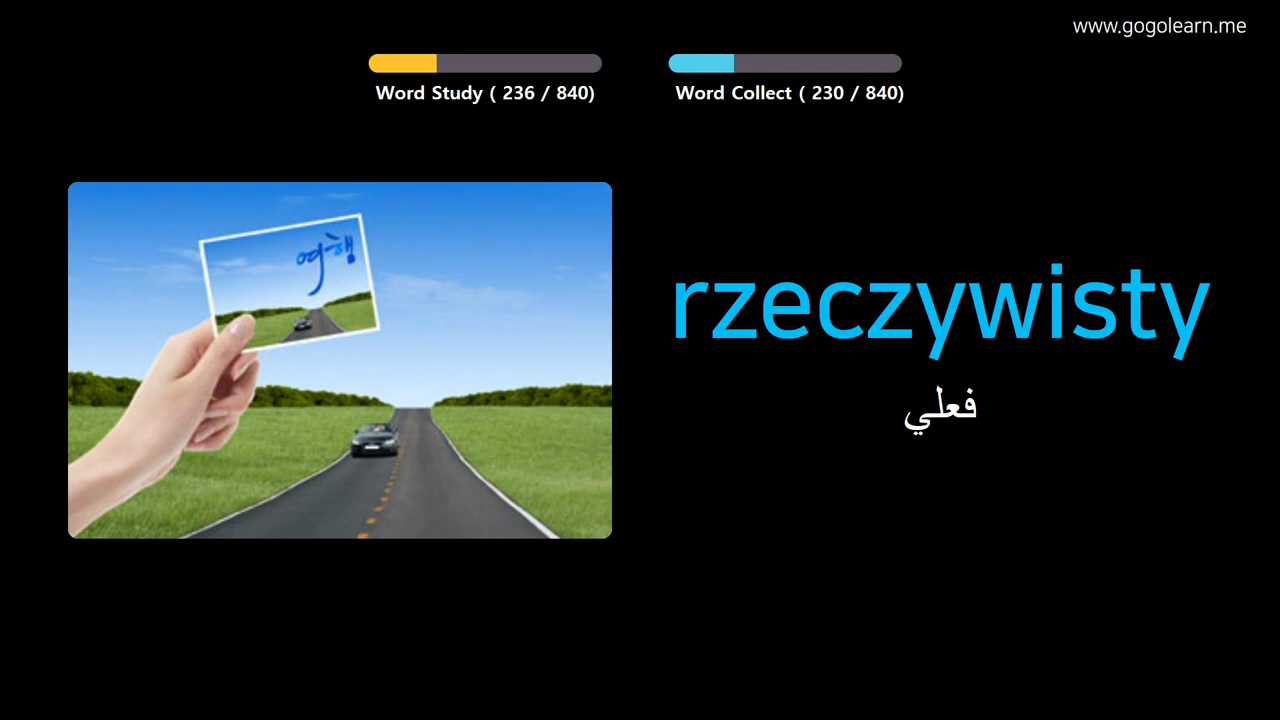 www.gogolearn.me
Word Study ( 236 / 840)
Word Collect ( 230 / 840)
여행
rzeczywisty
فعلي